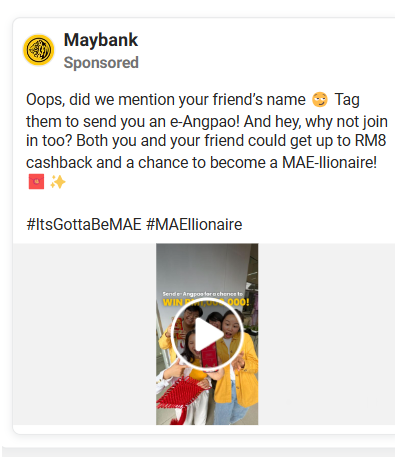 Maybank
Sponsored
Oops, did we mention your friend's name 🙄 Tag
them to send you an e-Angpao! And hey, why not join
in too? Both you and your friend could get up to RM8
cashback and a chance to become a MAE-llionaire!
🧧 ✨
#ItsGottaBeMAE #MAEllionaire
Send e-Angpao for a chance to
WIN